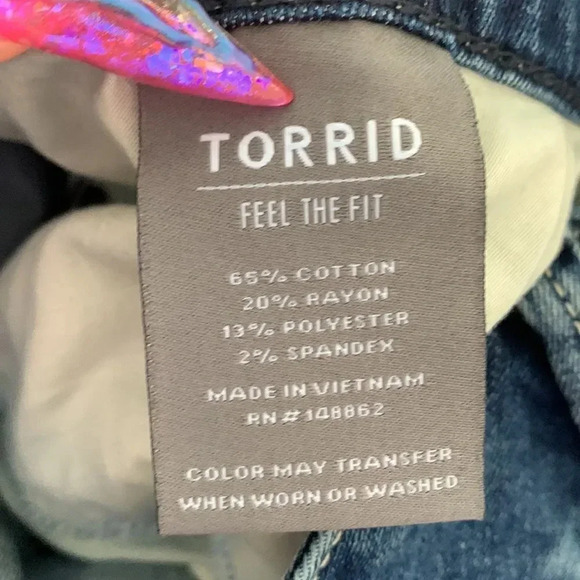 TORRID
FEEL THE FIT
65% COTTON
20% RAYON
13% POLYESTER
2% SPANDEX
MADE IN VIETNAM
RN#148862
COLOR MAY TRANSFER
WHEN WORN OR WASHED